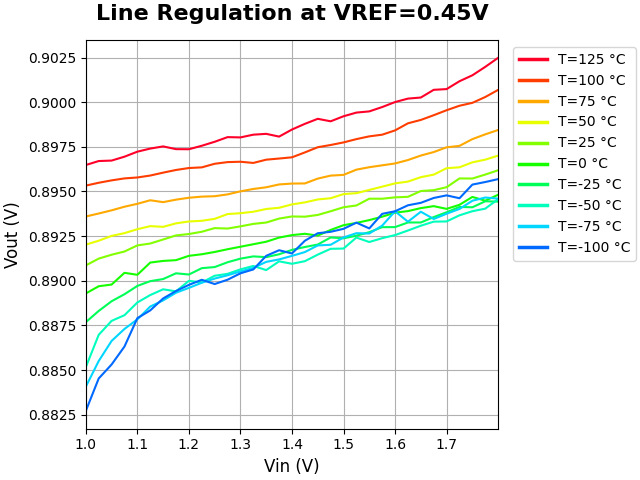 Line Regulation at VREF=0.45V
0.9025
0.9000
0.8975
0.8950
0.8925
0.8900
0.8875
0.8850
0.8825
Vout (V)
1.0 1.1 1.2 1.3 1.4 1.5 1.6 1.7
Vin (V)
T=125 °C
T=100 °C
T=75 °C
T=50 °C
T=25 °C
T=0 °C
T=-25 °C
T=-50 °C
T=-75 °C
T=-100 °C